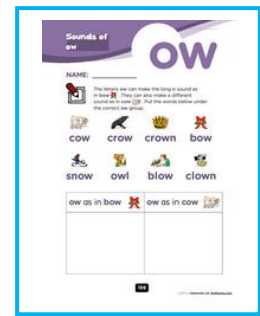 Sounds of
ow
ow
NAME:
The letters ow can make the long o sound as
in bow. They can also make a different
sound as in cow. Put the words below under
the correct ow group.
cow crow crown bow
snow owl blow clown
ow as in bow ow as in cow
105